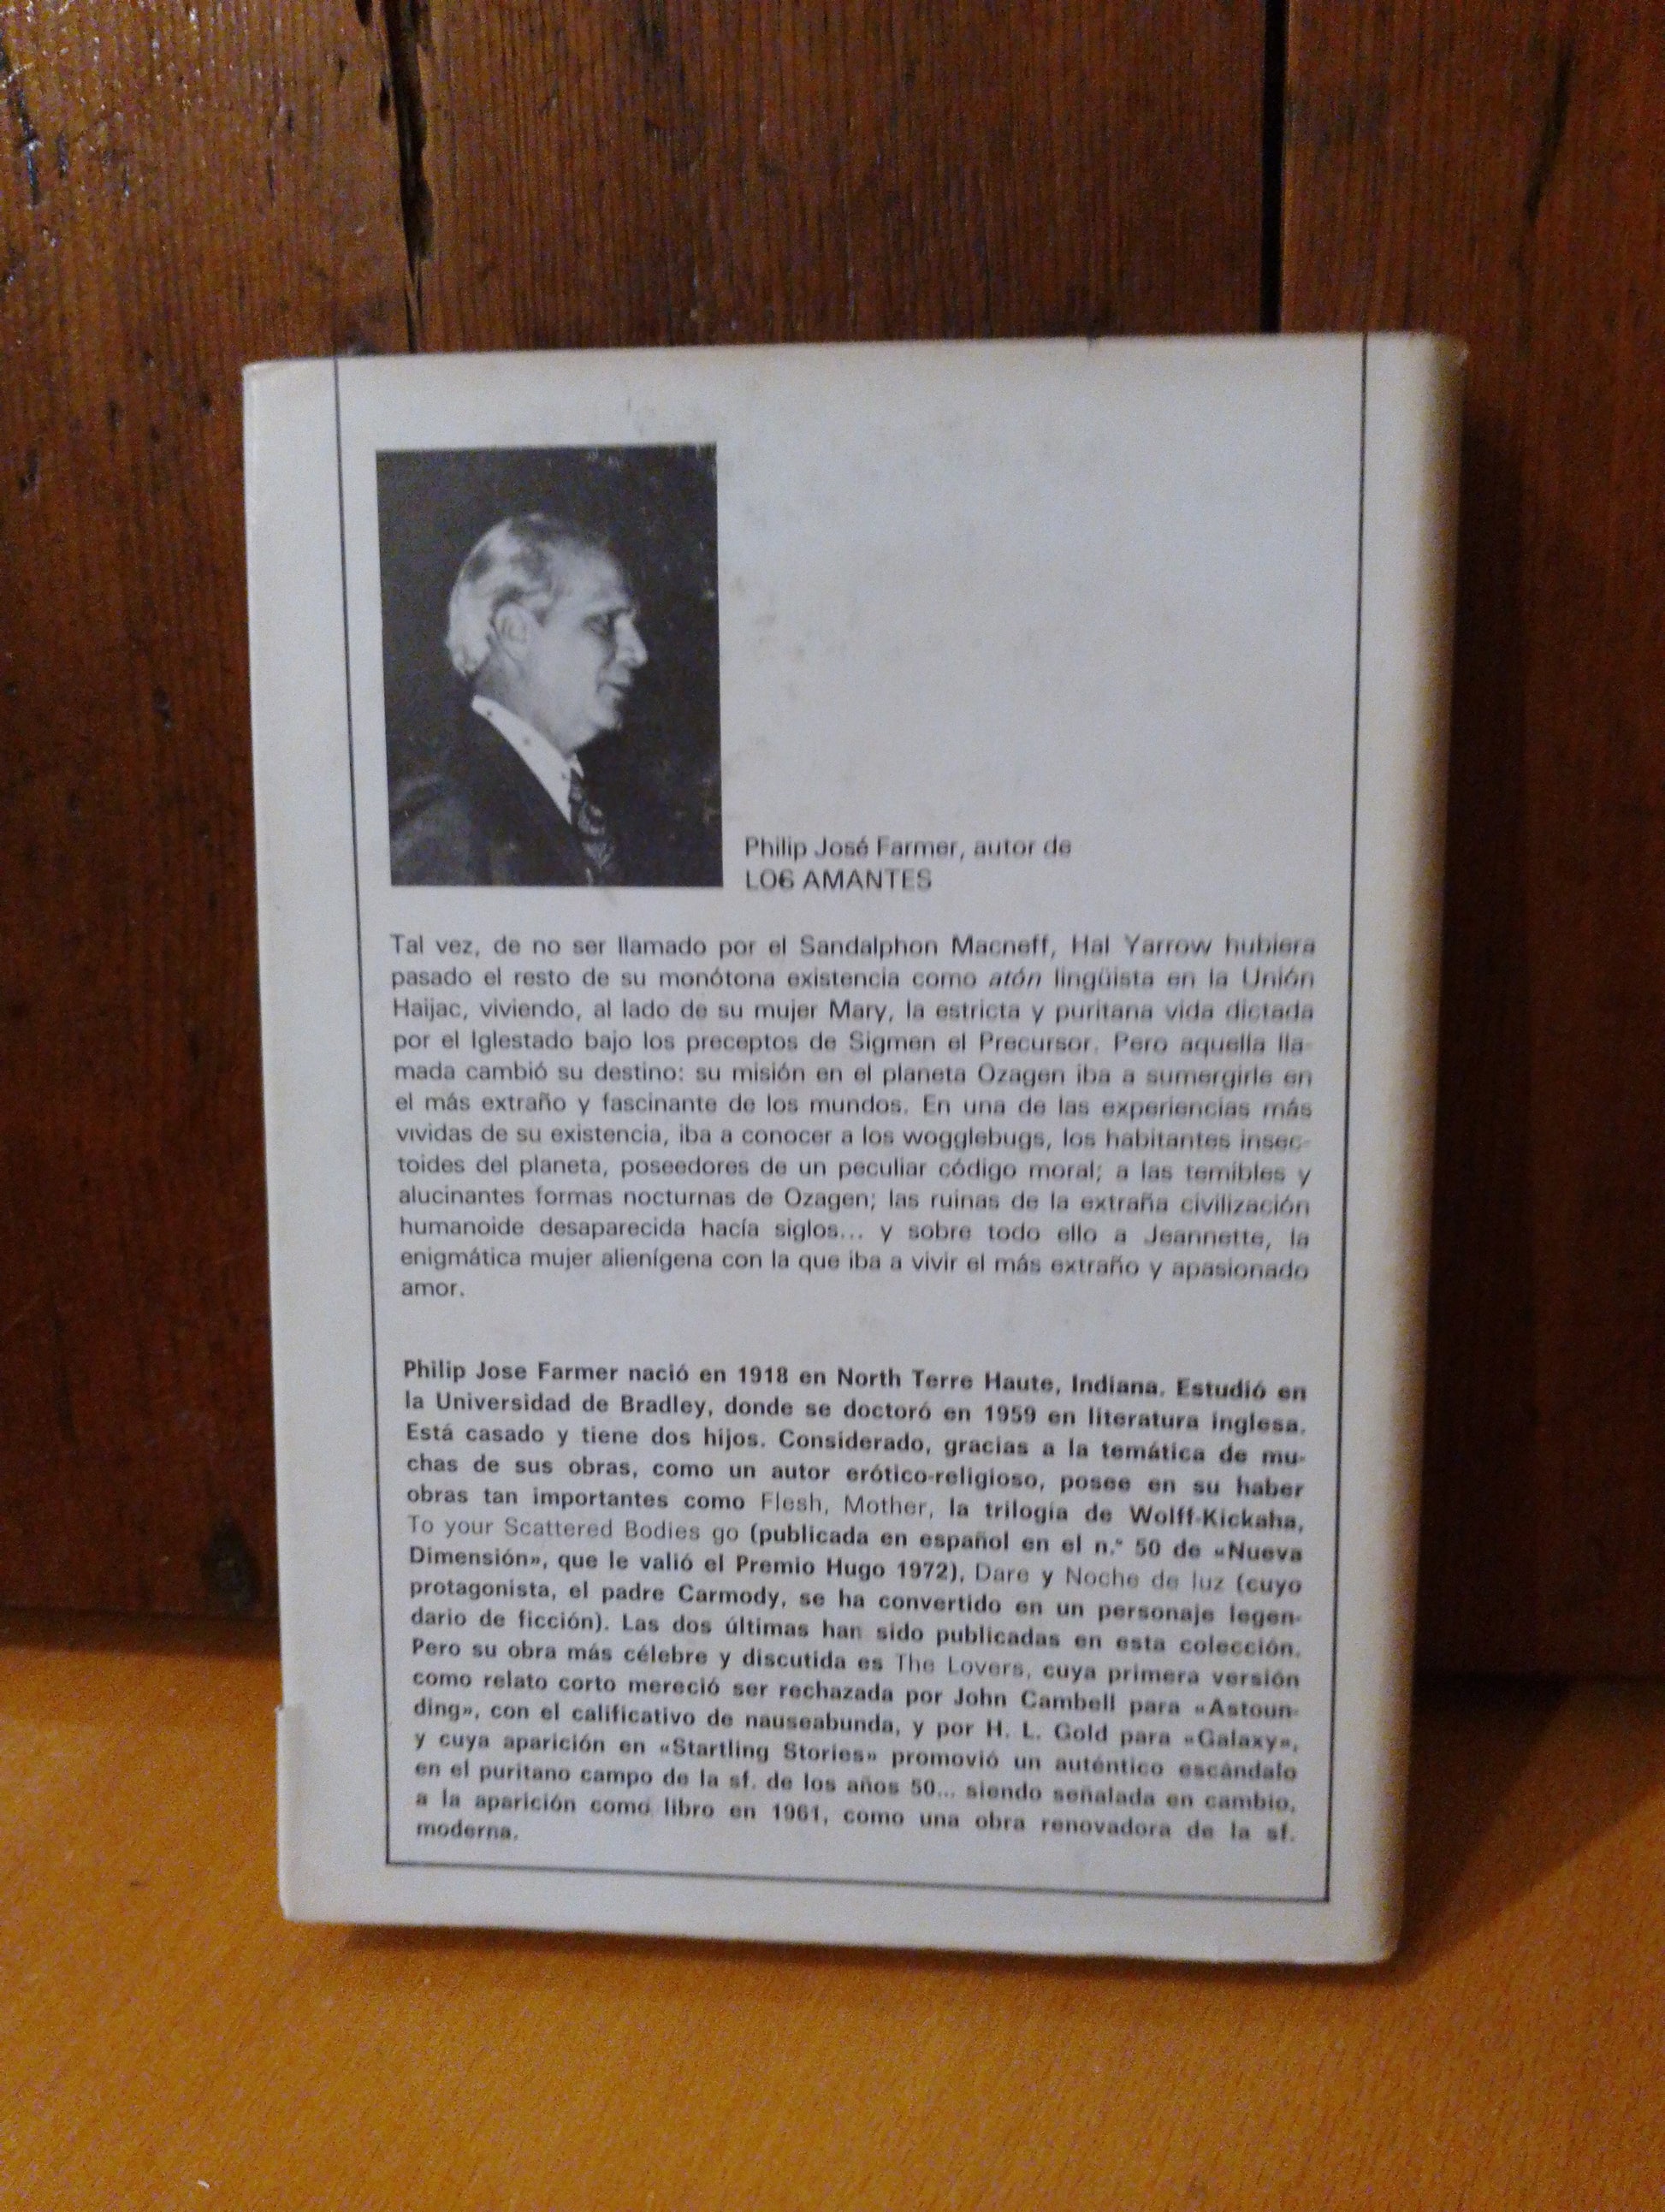 Philip José Farmer, autor de
LOS AMANTES
Tal vez, de no ser llamado por el Sandalphon Macneff, Hal Yarrow hubiera
pasado el resto de su monótona existencia como atón lingüista en la Unión
Haijac, viviendo, al lado de su mujer Mary, la estricta y puritana vida dictada
por el Iglestado bajo los preceptos de Sigmen el Precursor. Pero aquella lla-
mada cambió su destino: su misión en el planeta Ozagen iba a sumergirle en
el más extraño y fascinante de los mundos. En una de las experiencias más
vividas de su existencia, iba a conocer a los wogglebugs, los habitantes insec-
toides del planeta, poseedores de un peculiar código moral; a las temibles y
alucinantes formas nocturnas de Ozagen; las ruinas de la extraña civilización
humanoide desaparecida hacía siglos... y sobre todo ello a Jeannette, la
enigmática mujer alienígena con la que iba a vivir el más extraño y apasionado
amor.
Philip Jose Farmer nació en 1918 en North Terre Haute, Indiana. Estudió en
la Universidad de Bradley, donde se doctoró en 1959 en literatura inglesa.
Está casado y tiene dos hijos. Considerado, gracias a la temática de mu-
chas de sus obras, como un autor erótico-religioso, posee en su haber
obras tan importantes como Flesh, Mother, la trilogía de Wolff-Kickaha,
To your Scattered Bodies go (publicada en español en el n.º 50 de «Nueva
Dimensión», que le valió el Premio Hugo 1972), Dare y Noche de luz (cuyo
protagonista, el padre Carmody, se ha convertido en un personaje legen-
dario de ficción). Las dos últimas han sido publicadas en esta colección.
Pero su obra más célebre y discutida es The Lovers, cuya primera versión
como relato corto mereció ser rechazada por John Cambell para «Astoun-
ding», con el calificativo de nauseabunda, y por H. L. Gold para «Galaxy»,
y cuya aparición en «Startling Stories» promovió un auténtico escándalo
en el puritano campo de la sf. de los años 50... siendo señalada en cambio,
a la aparición como libro en 1961, como una obra renovadora de la sf.
moderna.